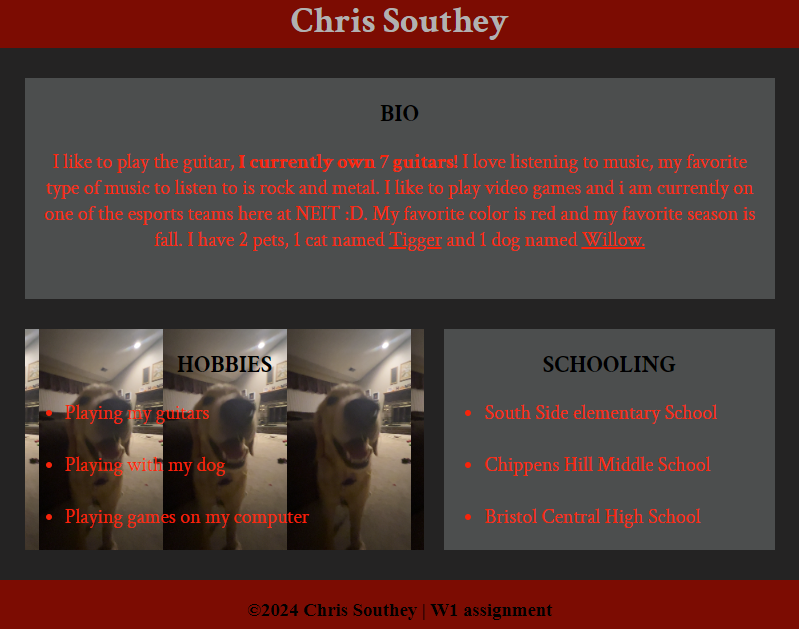 Chris Southey
BIO
I like to play the guitar, I currently own 7 guitars! I love listening to music, my favorite
type of music to listen to is rock and metal. I like to play video games and i am currently on
one of the esports teams here at NEIT :D. My favorite color is red and my favorite season is
fall. I have 2 pets, 1 cat named Tigger and 1 dog named Willow.
HOBBIES
• Playing my guitars
• Playing with my dog
• Playing games on my computer
SCHOOLING
• South Side elementary School
• Chippens Hill Middle School
• Bristol Central High School
©2024 Chris Southey | W1 assignment